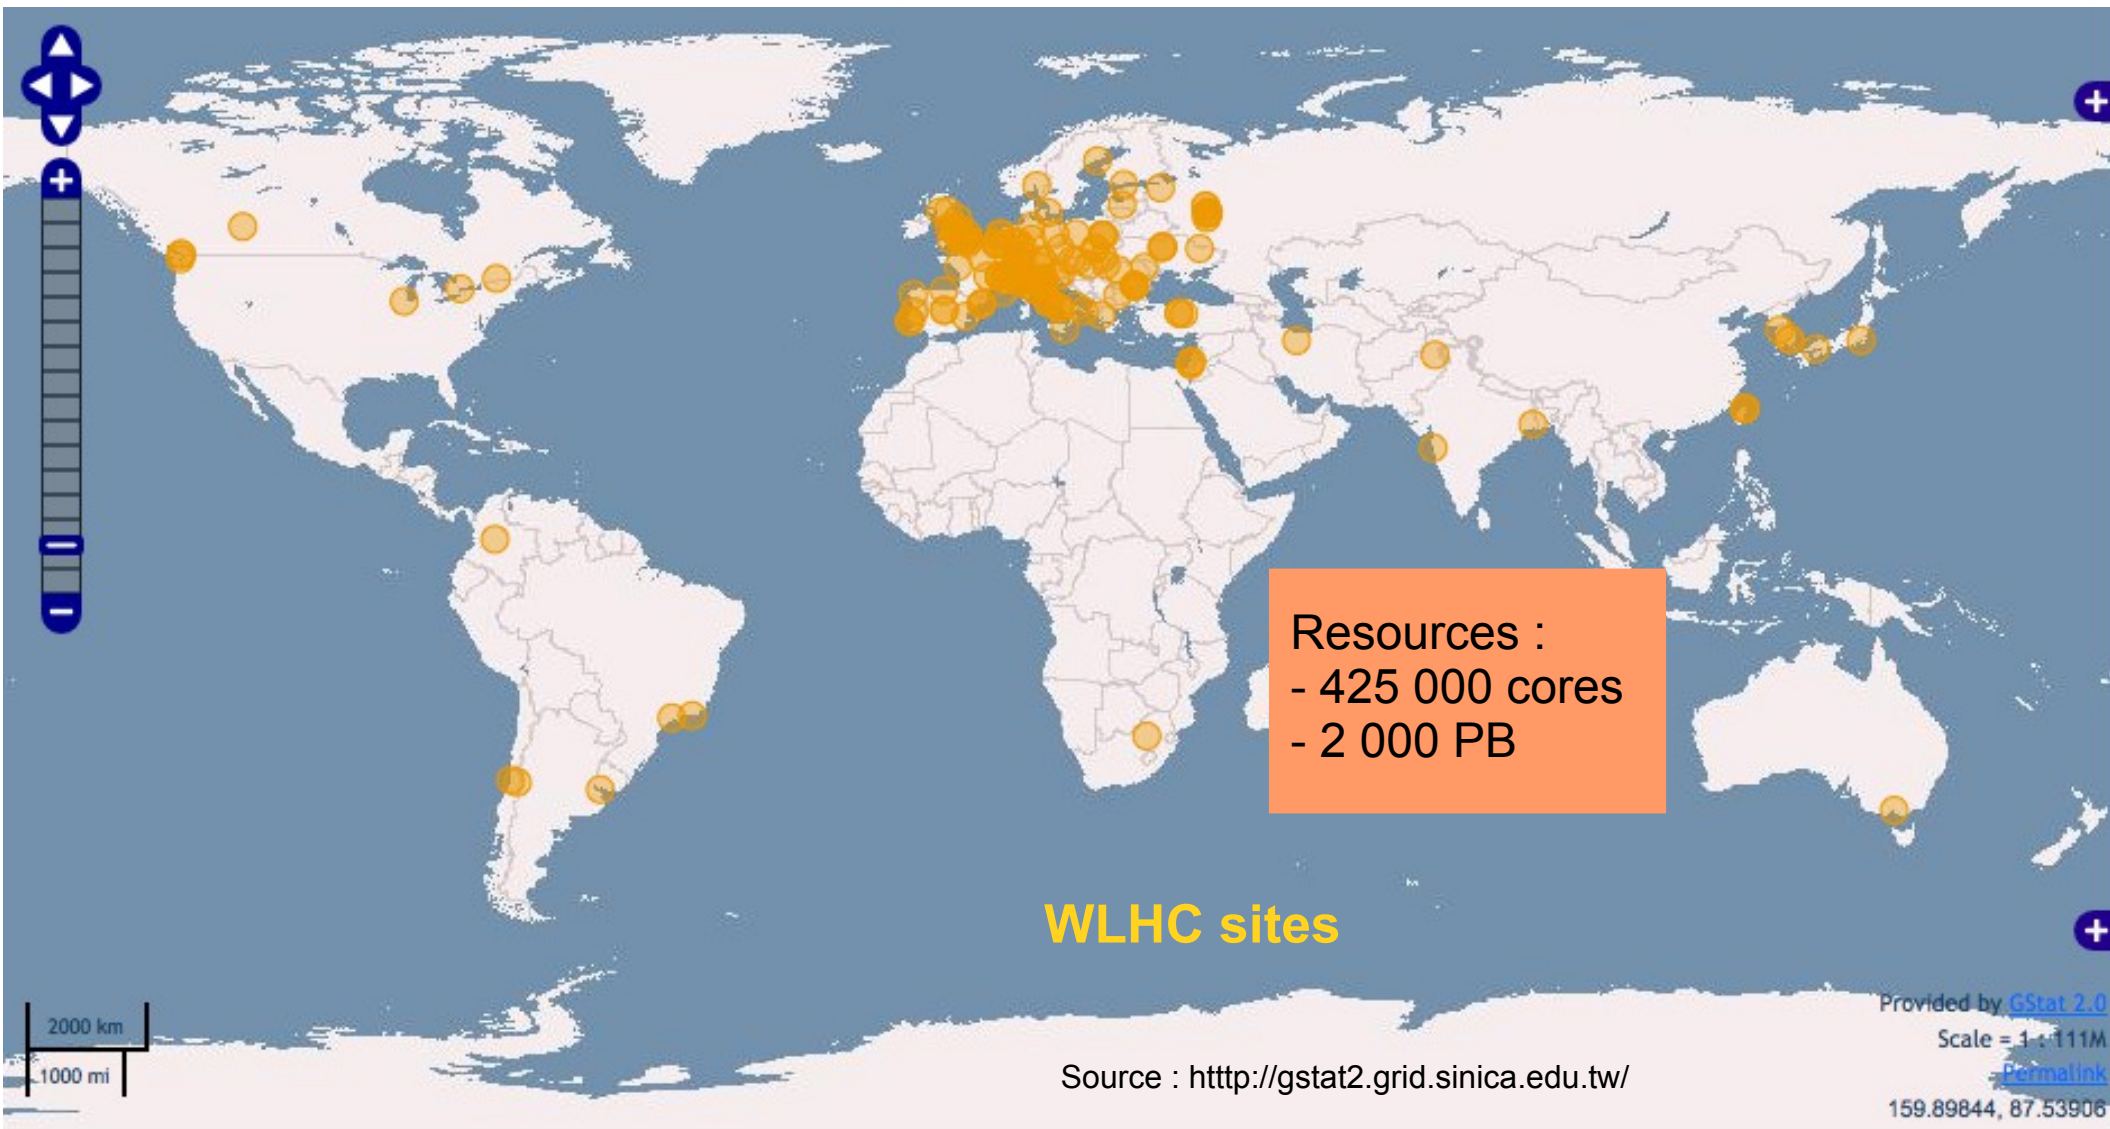 Resources :
- 425 000 cores
- 2 000 PB
WLHC sites
Provided by GStat 2.0
Scale = 1 : 111M
Permalink
159.89844, 87.53906
2000 km
1000 mi
Source : htttp://gstat2.grid.sinica.edu.tw/